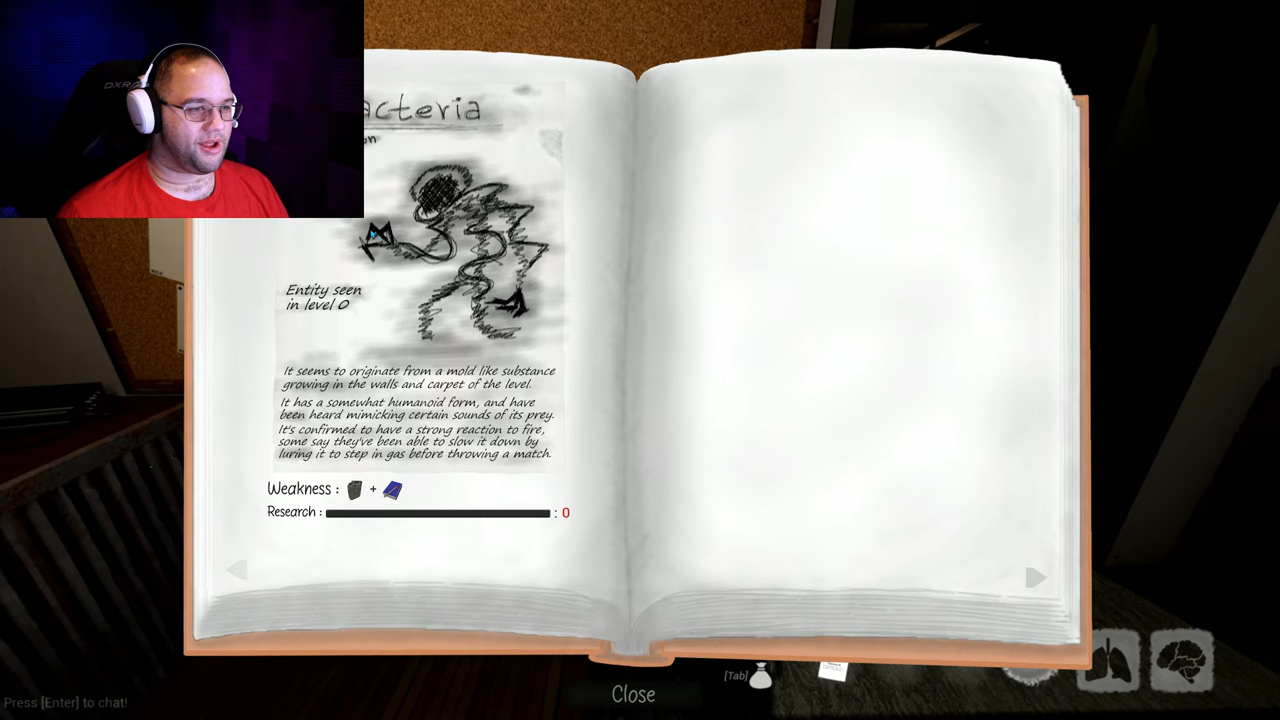 DXR
acteria
on
Entity seen
in level 0
It seems to originate from a mold like substance
growing in the walls and carpet of the level.
It has a somewhat humanoid form, and have
been heard mimicking certain sounds of its prey.
It's confirmed to have a strong reaction to fire,
some say they've been able to slow it down by
luring it to step in gas before throwing a match.
Weakness : +
Research : : 0
[Tab]
Close
Press [Enter] to chat!